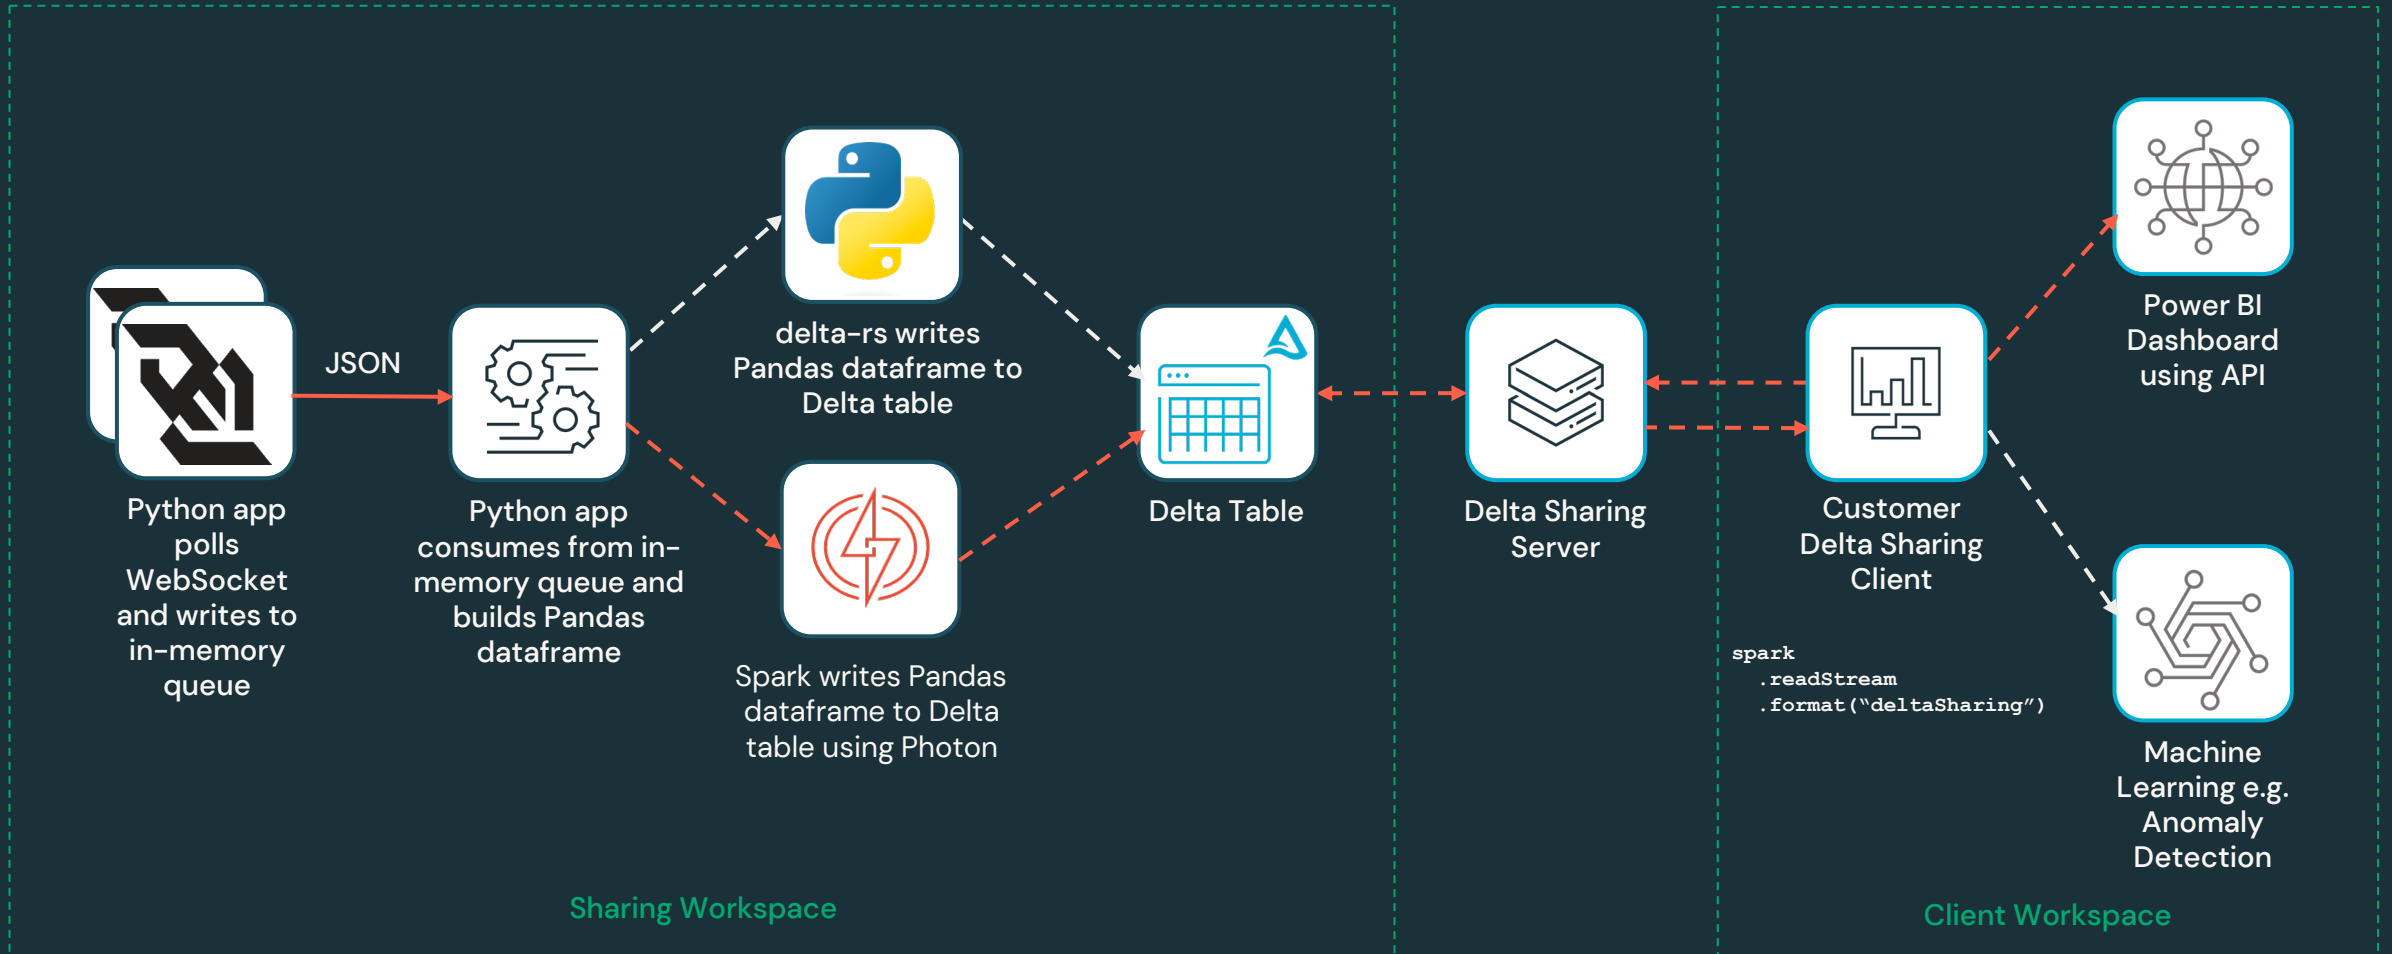 JSON
Python app
polls
WebSocket
and writes to
in-memory
queue
Python app
consumes from in-
memory queue and
builds Pandas
dataframe
delta-rs writes
Pandas dataframe to
Delta table
Spark writes Pandas
dataframe to Delta
table using Photon
Delta Table
Sharing Workspace
Delta Sharing
Server
Customer
Delta Sharing
Client
spark
.readStream
.format(“deltaSharing”)
Power BI
Dashboard
using API
Machine
Learning e.g.
Anomaly
Detection
Client Workspace